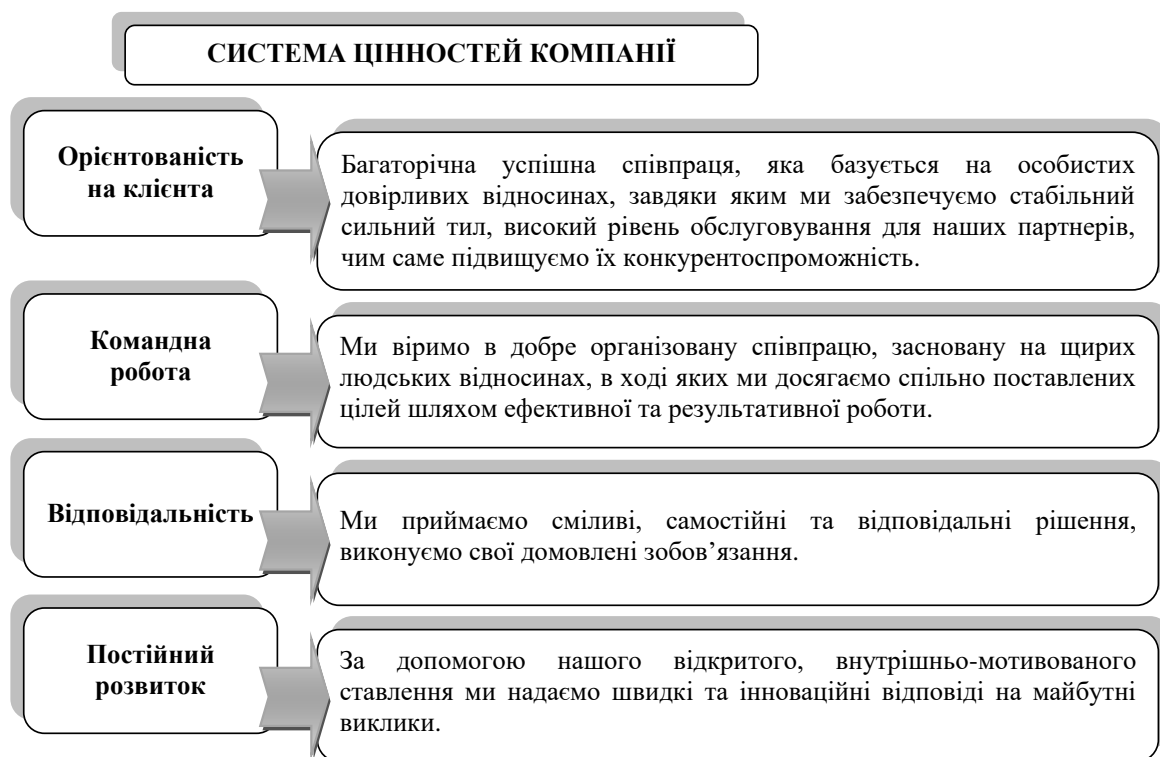 СИСТЕМА ЦІННОСТЕЙ КОМПАНІЇ
Орієнтованість
на клієнта
Багаторічна успішна співпраця, яка базується на особистих
довірливих відносинах, завдяки яким ми забезпечуємо стабільний
сильний тил, високий рівень обслуговування для наших партнерів,
чим саме підвищуємо їх конкурентоспроможність.
Командна
робота
Ми віримо в добре організовану співпрацю, засновану на щирих
людських відносинах, в ході яких ми досягаємо спільно поставлених
цілей шляхом ефективної та результативної роботи.
Відповідальність
Ми приймаємо сміливі, самостійні та відповідальні рішення,
виконуємо свої домовлені зобов’язання.
Постійний
розвиток
За допомогою нашого відкритого, внутрішньо-мотивованого
ставлення ми надаємо швидкі та інноваційні відповіді на майбутні
виклики.